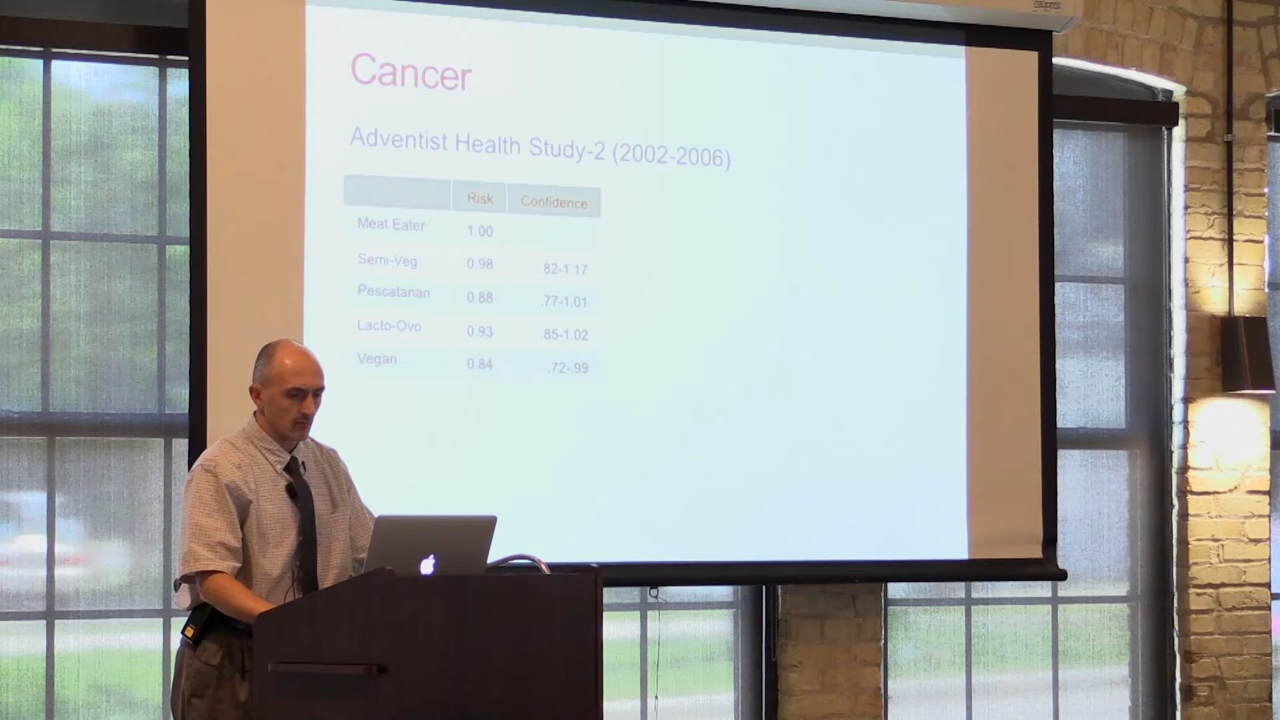 Cancer
Adventist Health Study-2 (2002-2006)
Risk Confidence
Meat Eater 1.00
Semi-Veg 0.98 .82-1.17
Pescatarian 0.88 .77-1.01
Lacto-Ovo 0.93 .85-1.02
Vegan 0.84 .72-.99